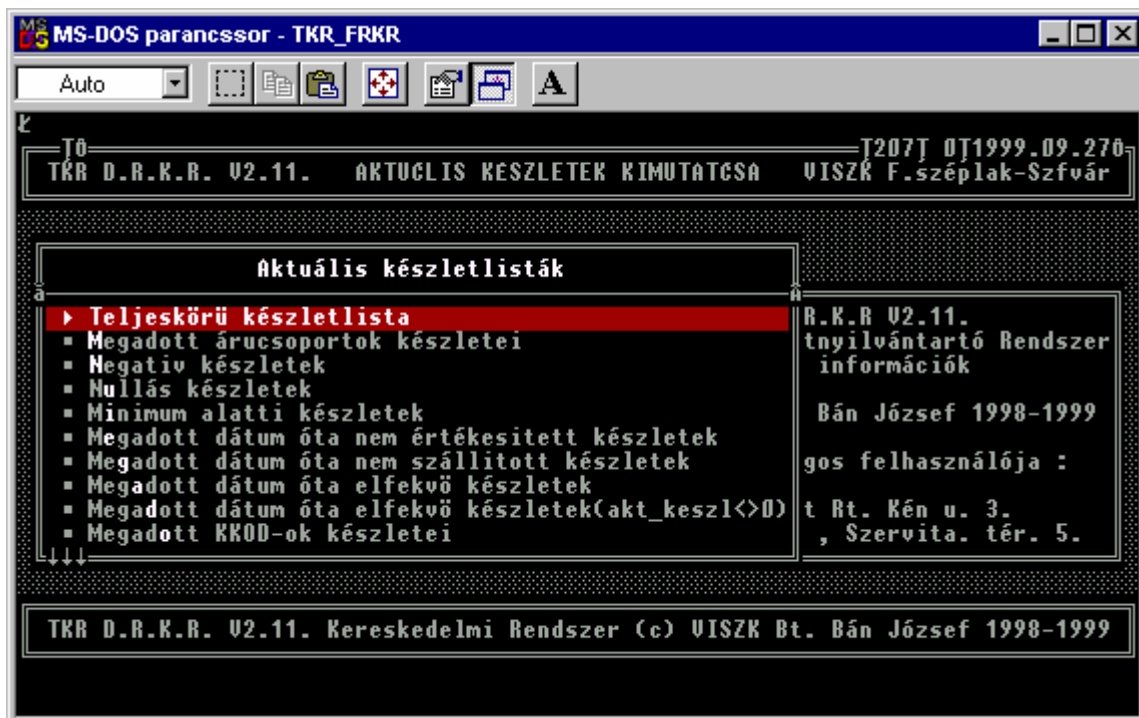 MS-DOS parancssor - TKR_FRKR
Auto
A
Ł
Tô T207T 0T1999.09.27ô
TKR D.R.K.R. V2.11. AKTUÉLIS KESZLETEK KIMUTATÉSA VISZK F.széplak-Szfvár
Aktuális készletlisták
Teljeskörü készletlista
R.K.R V2.11.
Megadott árucsoportok készletei
tnyilvántartó Rendszer
Negativ készletek
információk
Nullás készletek
Minimum alatti készletek
Bán József 1998-1999
Megadott dátum óta nem értékesitett készletek
Megadott dátum óta nem szállitott készletek
gos felhasználója :
Megadott dátum óta elfekvö készletek
Megadott dátum óta elfekvö készletek(akt_keszl<>0)
t Rt. Kén u. 3.
Megadott KKOD-ok készletei
, Szervita. tér. 5.
↓↓↓
TKR D.R.K.R. V2.11. Kereskedelmi Rendszer (c) VISZK Bt. Bán József 1998-1999